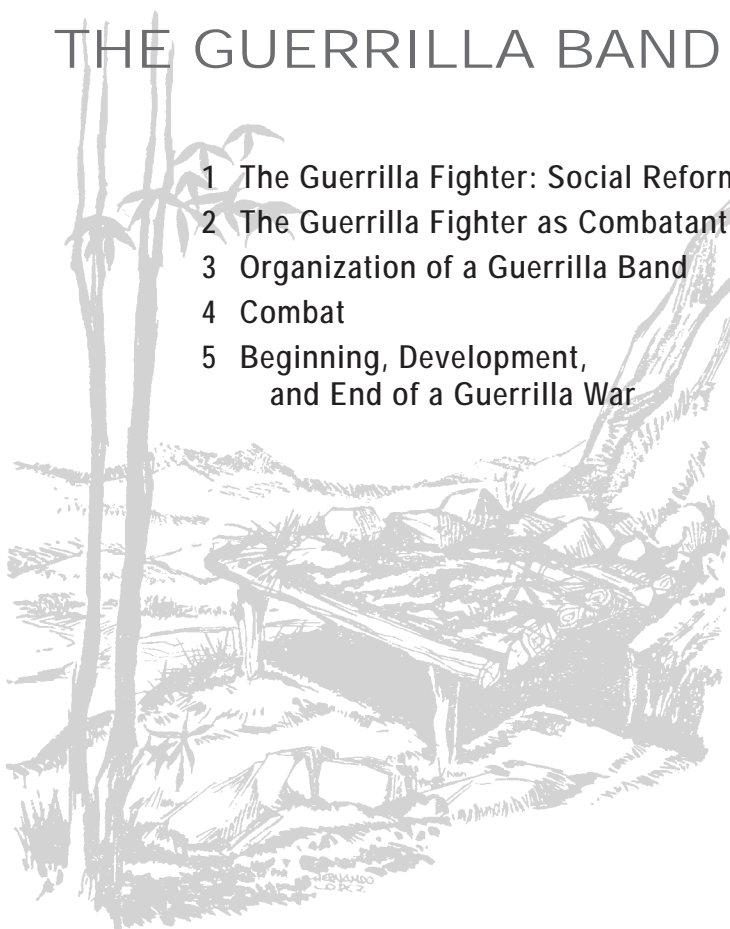 THE GUERRILLA BAND
1 The Guerrilla Fighter: Social Reform
2 The Guerrilla Fighter as Combatant
3 Organization of a Guerrilla Band
4 Combat
5 Beginning, Development,
and End of a Guerrilla War